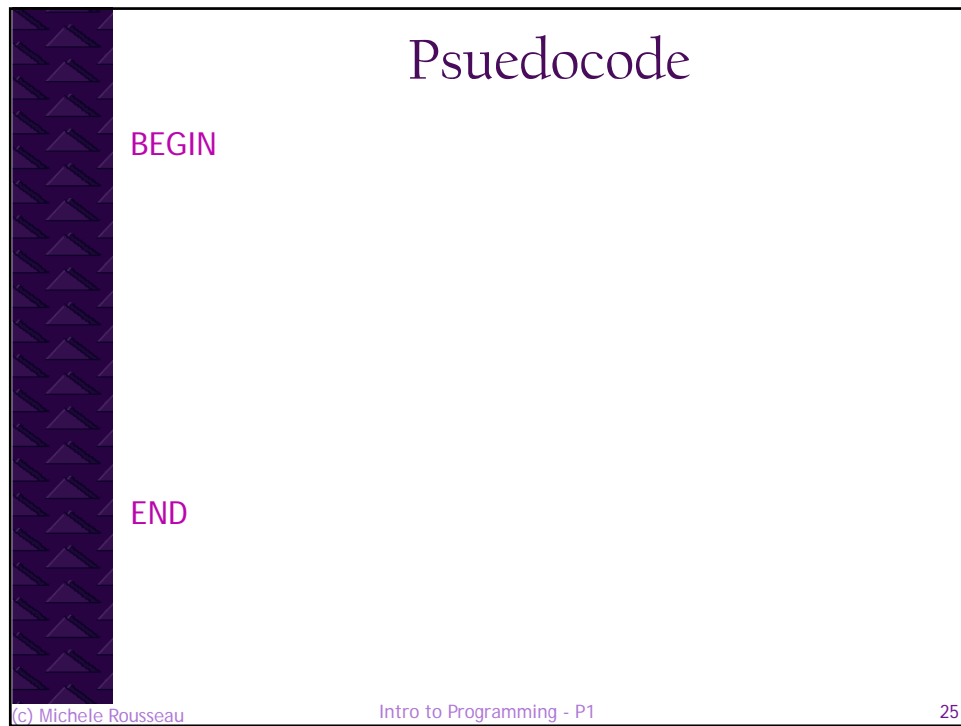 Psuedocode
BEGIN
END
(c) Michele Rousseau
Intro to Programming - P1
25